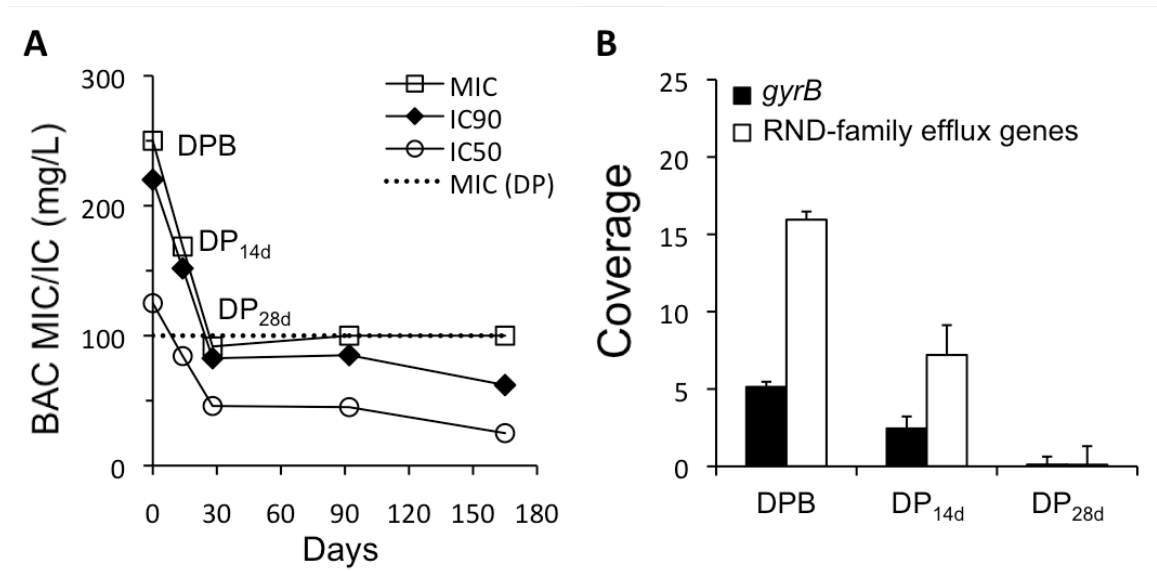 A
BAC MIC/IC (mg/L)
300
200
100
0
DPB
DP14d
DP28d
MIC
IC90
IC50
MIC (DP)
0 30 60 90 120 150 180
Days
B
Coverage
25
20
15
10
5
0
gyrB
RND-family efflux genes
DPB DP14d DP28d